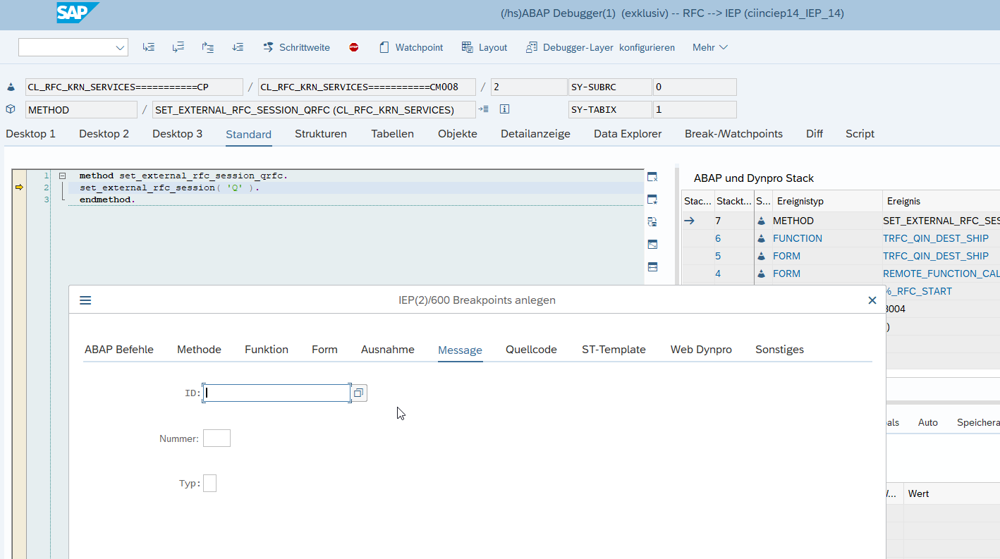 SAP
(/hs)ABAP Debugger(1) (exklusiv) -- RFC --> IEP (ciinciep14_IEP_14)
Schrittweite STOP Watchpoint Layout Debugger-Layer konfigurieren Mehr
CL_RFC_KRN_SERVICES===========CP / CL_RFC_KRN_SERVICES===========CM008 / 2 SY-SUBRC 0
METHOD / SET_EXTERNAL_RFC_SESSION_QRFC (CL_RFC_KRN_SERVICES) SY-TABIX 1
Desktop 1 Desktop 2 Desktop 3 Standard Strukturen Tabellen Objekte Detailanzeige Data Explorer Break-/Watchpoints Diff Script
1 method set_external_rfc_session_qrfc.
2 set_external_rfc_session( 'Q' ).
3 endmethod.
ABAP und Dynpro Stack
Stac... Stackt... S... Ereignistyp Ereignis
7 METHOD SET_EXTERNAL_RFC_SES
6 FUNCTION TRFC_QIN_DEST_SHIP
5 FORM TRFC_QIN_DEST_SHIP
4 FORM REMOTE_FUNCTION_CAL
%_RFC_START
3004
)
IEP(2)/600 Breakpoints anlegen
ABAP Befehle Methode Funktion Form Ausnahme Message Quellcode ST-Template Web Dynpro Sonstiges
ID:
Nummer:
Typ:
als Auto Speichera
... Wert